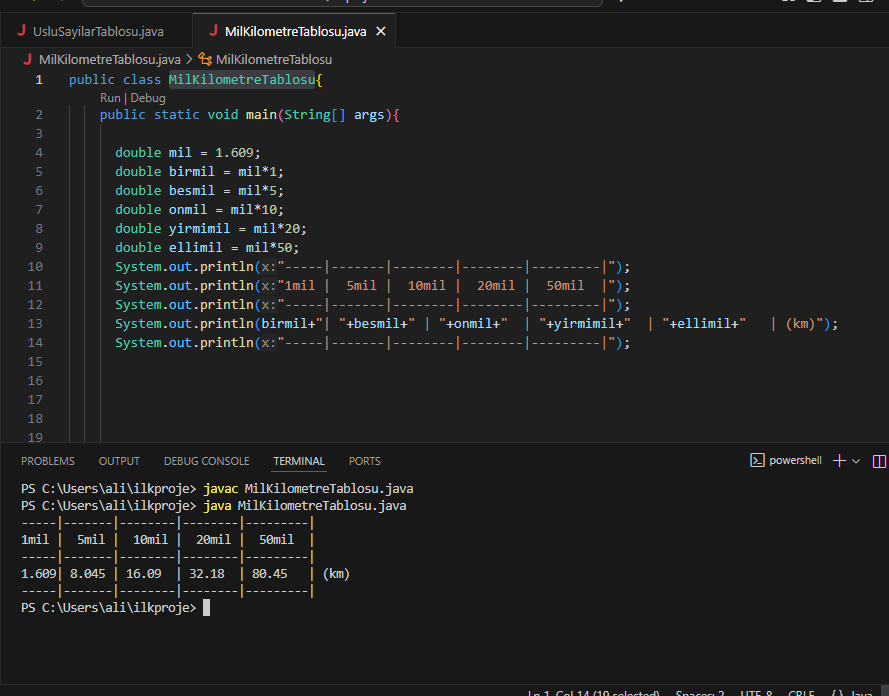 UsluSayilarTablosu.java
MilKilometreTablosu.java
MilKilometreTablosu.java > MilKilometreTablosu
1 public class MilKilometreTablosu{
Run | Debug
2 public static void main(String[] args){
3
4 double mil = 1.609;
5 double birmil = mil*1;
6 double besmil = mil*5;
7 double onmil = mil*10;
8 double yirmimil = mil*20;
9 double ellimil = mil*50;
10 System.out.println(x:"-----|-------|--------|--------|---------|");
11 System.out.println(x:"1mil |  5mil |  10mil |  20mil |  50mil  |");
12 System.out.println(x:"-----|-------|--------|--------|---------|");
13 System.out.println(birmil+"| "+besmil+" | "+onmil+"  | "+yirmimil+"  | "+ellimil+"   | (km)");
14 System.out.println(x:"-----|-------|--------|--------|---------|");
15
16
17
18
19
PROBLEMS OUTPUT DEBUG CONSOLE TERMINAL PORTS powershell
PS C:\Users\ali\ilkproje> javac MilKilometreTablosu.java
PS C:\Users\ali\ilkproje> java MilKilometreTablosu.java
-----|-------|--------|--------|---------|
1mil |  5mil |  10mil |  20mil |  50mil  |
-----|-------|--------|--------|---------|
1.609| 8.045 | 16.09  | 32.18  | 80.45   | (km)
-----|-------|--------|--------|---------|
PS C:\Users\ali\ilkproje>
Ln 1, Col 14 (19 selected) Spaces: 2 UTF-8 CRLF {} Java